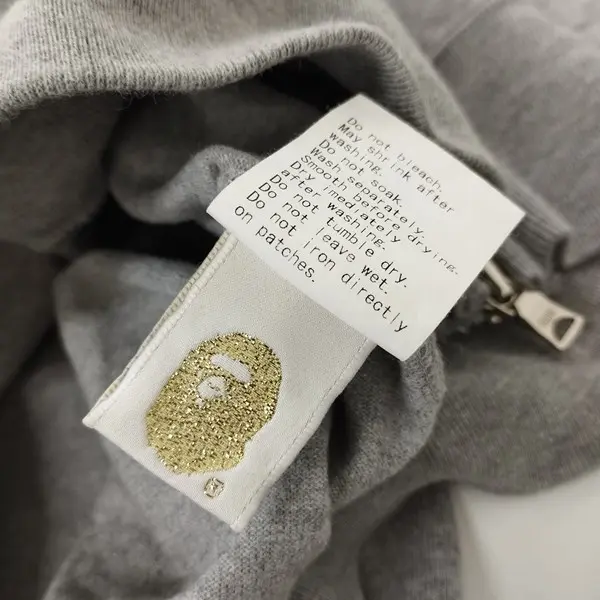 Do not bleach.
May shrink after
washing.
Do not soak.
Wash separately.
Smooth before drying.
Dry imediately
after washing.
Do not tumble dry.
Do not leave wet.
Do not iron directly
on patches.